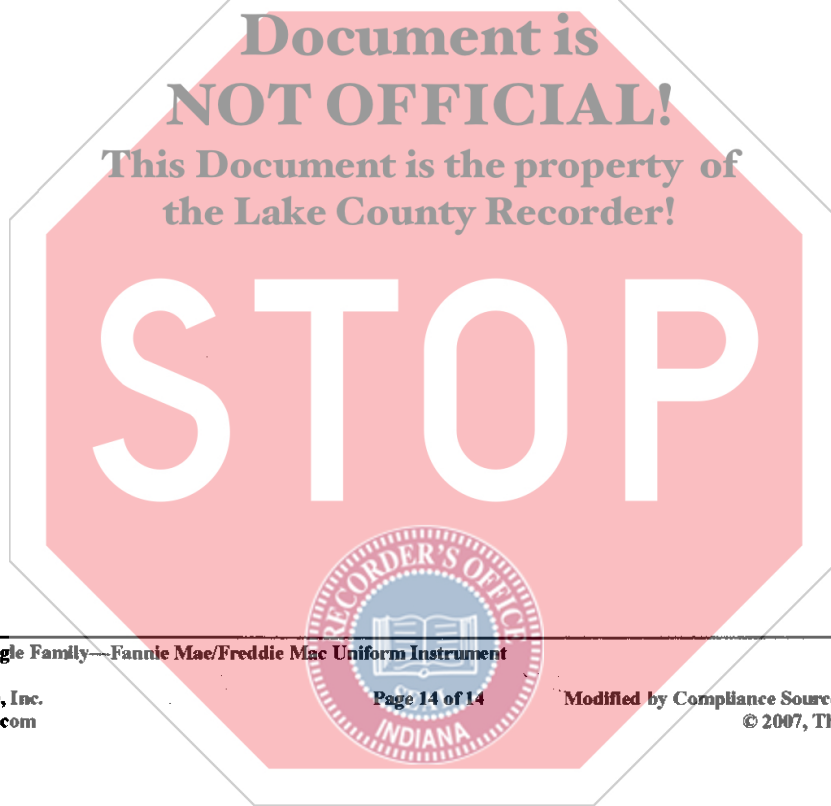 Document is
NOT OFFICIAL!
This Document is the property of
the Lake County Recorder!
STOP
RECORDER'S OFFICE
gle Family—Fannie Mae/Freddie Mac Uniform Instrument
, Inc. Page 14 of 14 Modified by Compliance Source
com © 2007, Th
INDIANA